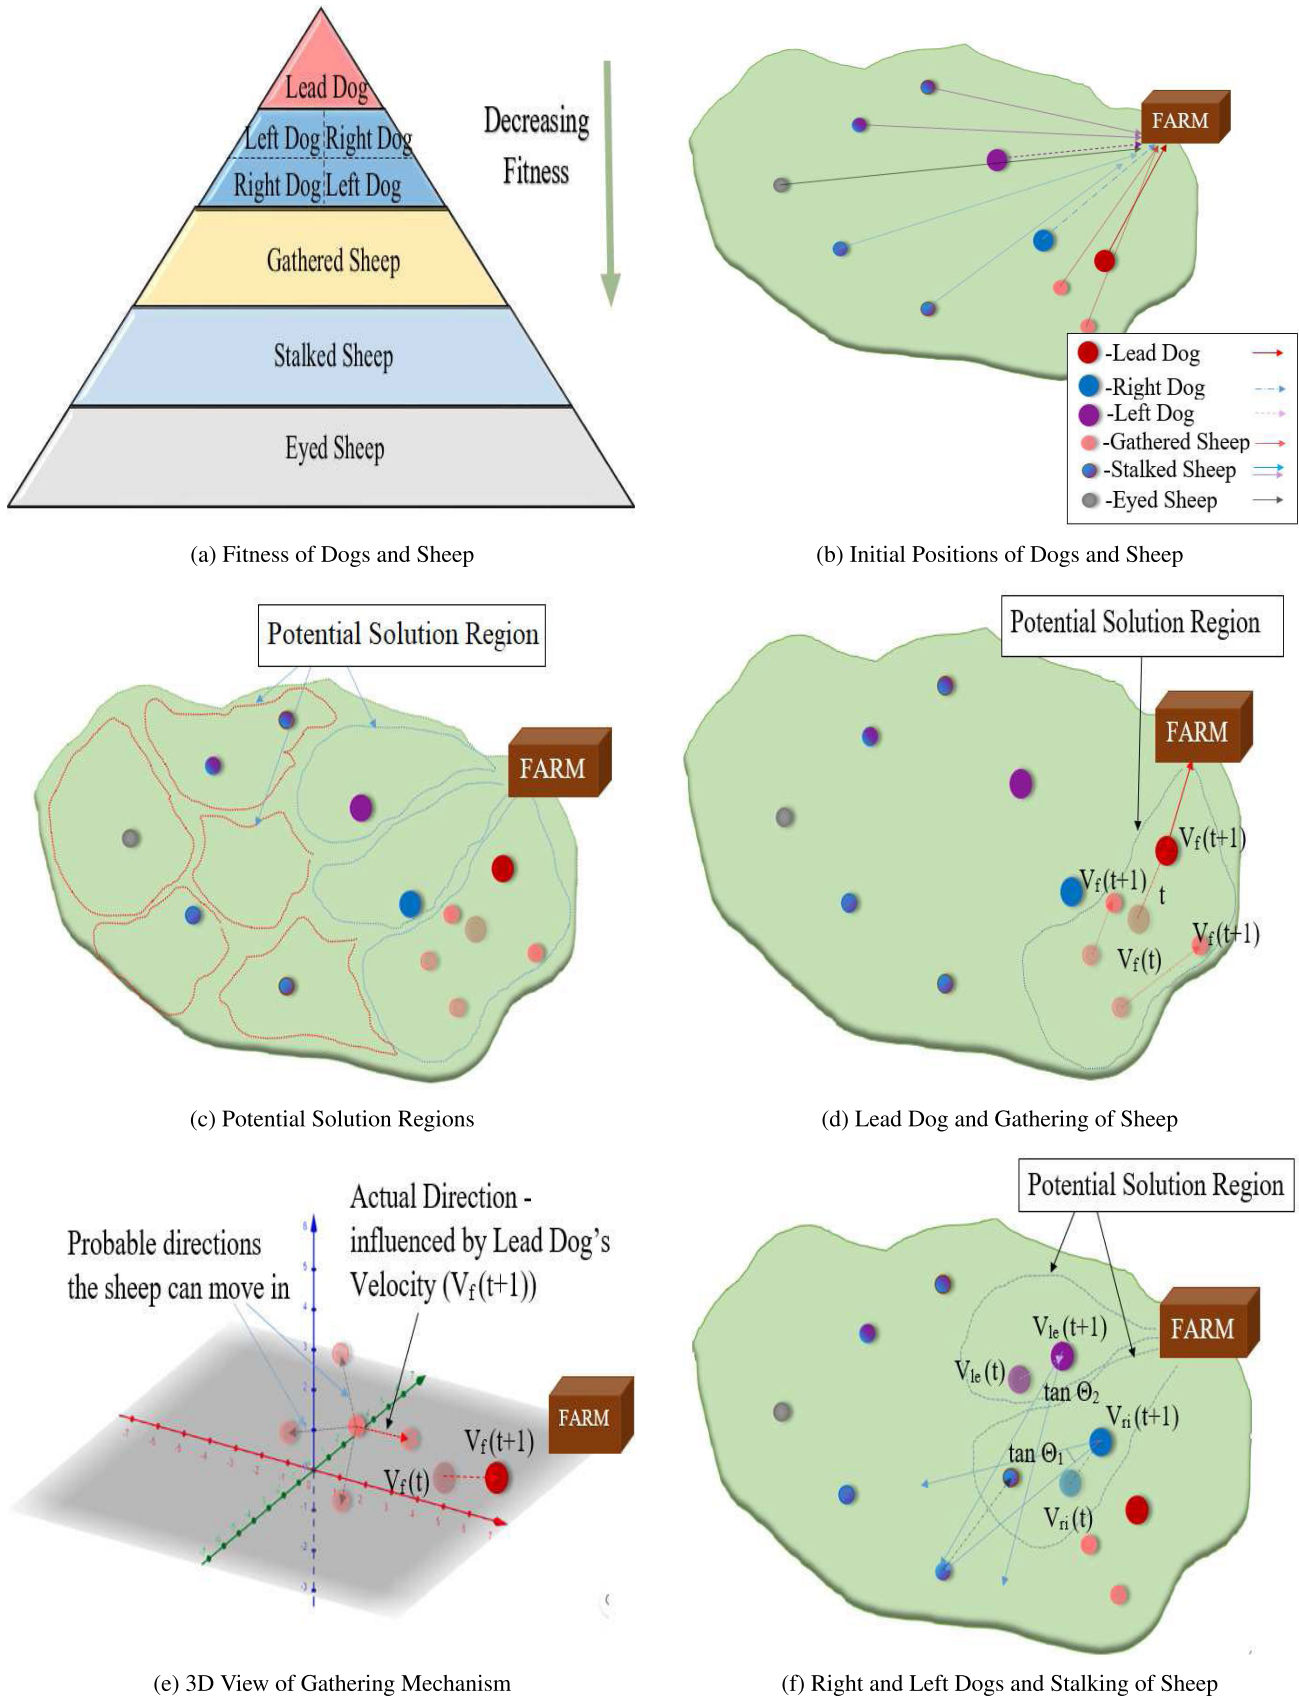 Lead Dog
Left Dog Right Dog
Right Dog Left Dog
Gathered Sheep
Stalked Sheep
Eyed Sheep
Decreasing
Fitness
(a) Fitness of Dogs and Sheep
FARM
-Lead Dog
-Right Dog
-Left Dog
-Gathered Sheep
-Stalked Sheep
-Eyed Sheep
(b) Initial Positions of Dogs and Sheep
Potential Solution Region
FARM
(c) Potential Solution Regions
Potential Solution Region
FARM
Vf(t+1)
Vf(t+1)
t
Vf(t)
Vf(t+1)
(d) Lead Dog and Gathering of Sheep
Probable directions
the sheep can move in
Actual Direction -
influenced by Lead Dog's
Velocity (Vf(t+1))
FARM
Vf(t+1)
Vf(t)
(e) 3D View of Gathering Mechanism
Potential Solution Region
FARM
Vle(t+1)
Vle(t)
tan Θ2
Vri(t+1)
tan Θ1
Vri(t)
(f) Right and Left Dogs and Stalking of Sheep